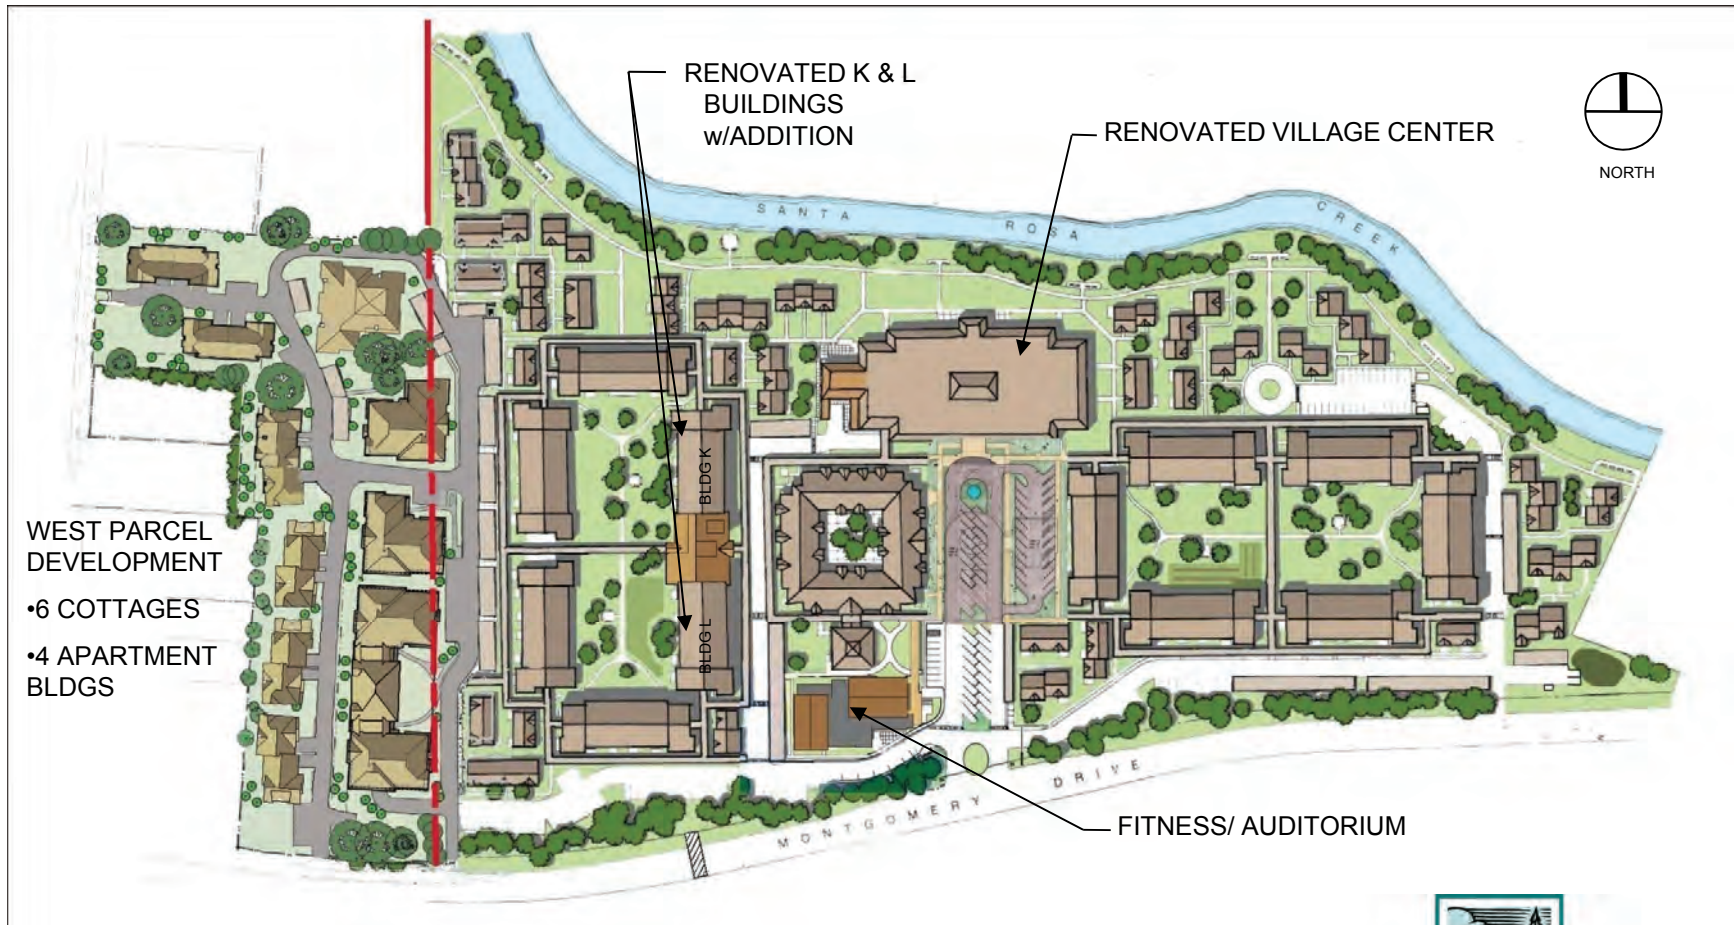 RENOVATED K & L
BUILDINGS
w/ADDITION
RENOVATED VILLAGE CENTER
NORTH
SANTA ROSA CREEK
BLDG K
BLDG L
WEST PARCEL
DEVELOPMENT
•6 COTTAGES
•4 APARTMENT
BLDGS
MONTGOMERY DRIVE
FITNESS/ AUDITORIUM